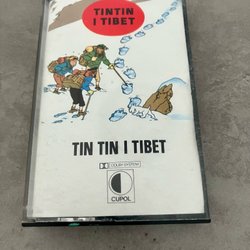 TINTIN
I TIBET
TIN TIN I TIBET
DOLBY SYSTEM
CUPOL